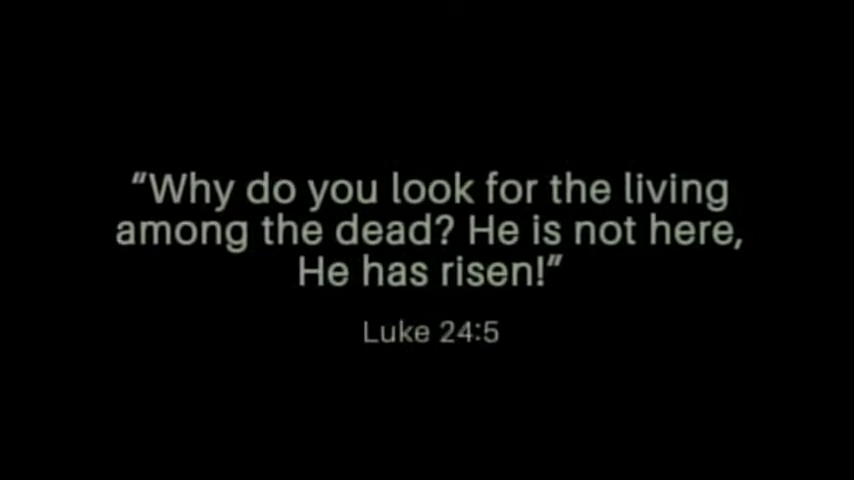 “Why do you look for the living
among the dead? He is not here,
He has risen!”
Luke 24:5